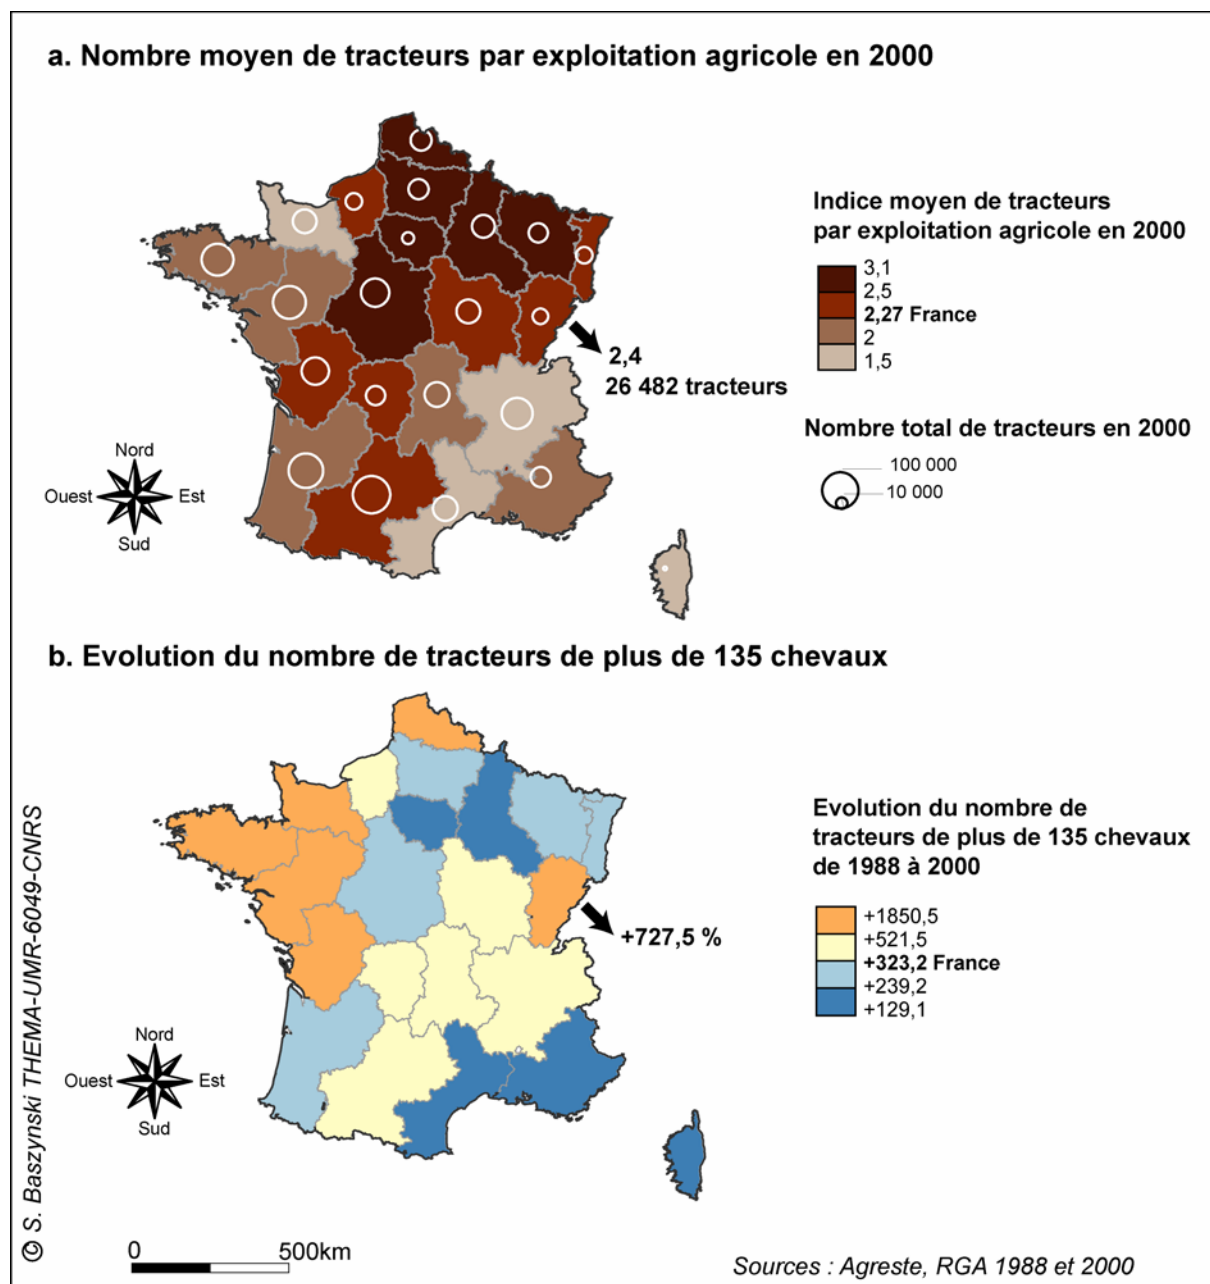 a. Nombre moyen de tracteurs par exploitation agricole en 2000
Indice moyen de tracteurs
par exploitation agricole en 2000
3,1
2,5
2,27 France
2
1,5
2,4
26 482 tracteurs
Nombre total de tracteurs en 2000
100 000
10 000
Nord
Ouest
Est
Sud
b. Evolution du nombre de tracteurs de plus de 135 chevaux
Evolution du nombre de
tracteurs de plus de 135 chevaux
de 1988 à 2000
+1850,5
+521,5
+323,2 France
+239,2
+129,1
+727,5 %
Nord
Ouest
Est
Sud
© S. Baszynski THEMA-UMR-6049-CNRS
0
500km
Sources : Agreste, RGA 1988 et 2000